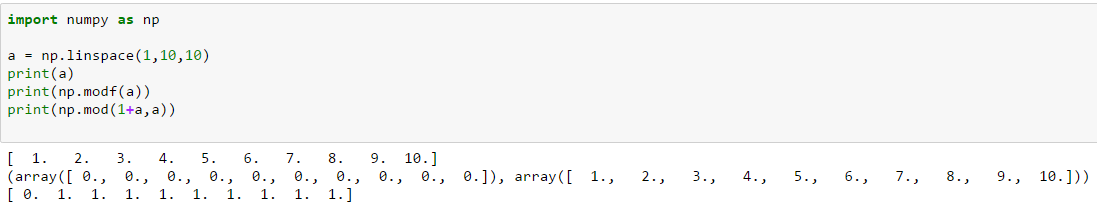 import numpy as np
a = np.linspace(1,10,10)
print(a)
print(np.modf(a))
print(np.mod(1+a,a))
[  1.   2.   3.   4.   5.   6.   7.   8.   9.  10.]
(array([ 0.,  0.,  0.,  0.,  0.,  0.,  0.,  0.,  0.,  0.]), array([  1.,   2.,   3.,   4.,   5.,   6.,   7.,   8.,   9.,  10.]))
[ 0.  1.  1.  1.  1.  1.  1.  1.  1.  1.]